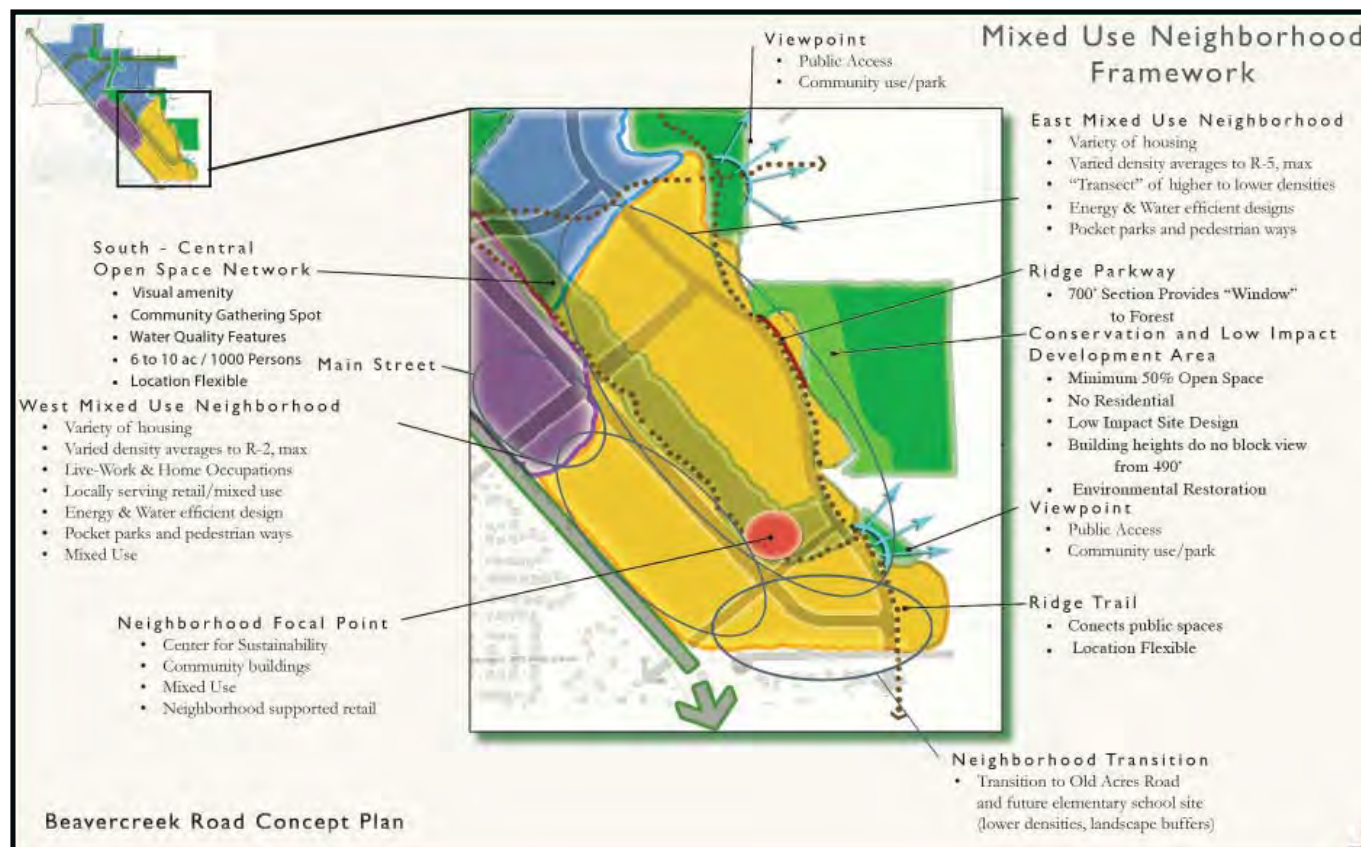 Mixed Use Neighborhood
Framework
Viewpoint
• Public Access
• Community use/park
East Mixed Use Neighborhood
• Variety of housing
• Varied density averages to R-5, max
• “Transect” of higher to lower densities
• Energy & Water efficient designs
• Pocket parks and pedestrian ways
Ridge Parkway
• 700' Section Provides “Window”
to Forest
Conservation and Low Impact
Development Area
• Minimum 50% Open Space
• No Residential
• Low Impact Site Design
• Building heights do no block view
from 490'
• Environmental Restoration
Viewpoint
• Public Access
• Community use/park
Ridge Trail
• Conects public spaces
• Location Flexible
Neighborhood Transition
• Transition to Old Acres Road
and future elementary school site
(lower densities, landscape buffers)
South - Central
Open Space Network
• Visual amenity
• Community Gathering Spot
• Water Quality Features
• 6 to 10 ac / 1000 Persons
• Location Flexible
Main Street
West Mixed Use Neighborhood
• Variety of housing
• Varied density averages to R-2, max
• Live-Work & Home Occupations
• Locally serving retail/mixed use
• Energy & Water efficient design
• Pocket parks and pedestrian ways
• Mixed Use
Neighborhood Focal Point
• Center for Sustainability
• Community buildings
• Mixed Use
• Neighborhood supported retail
Beavercreek Road Concept Plan